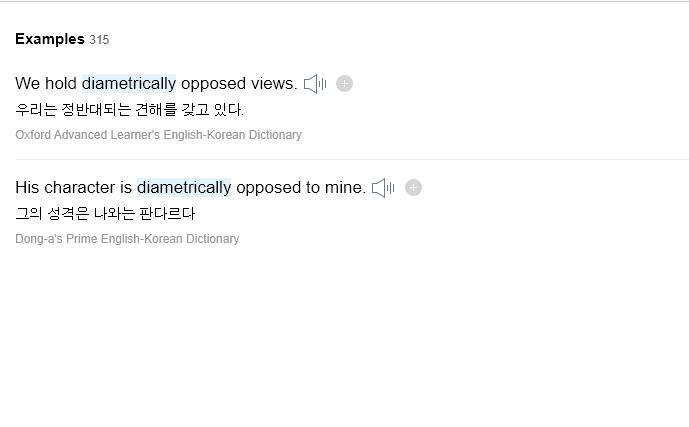 Examples 315
We hold diametrically opposed views.
우리는 정반대되는 견해를 갖고 있다.
Oxford Advanced Learner's English-Korean Dictionary
His character is diametrically opposed to mine.
그의 성격은 나와는 판다르다
Dong-a's Prime English-Korean Dictionary